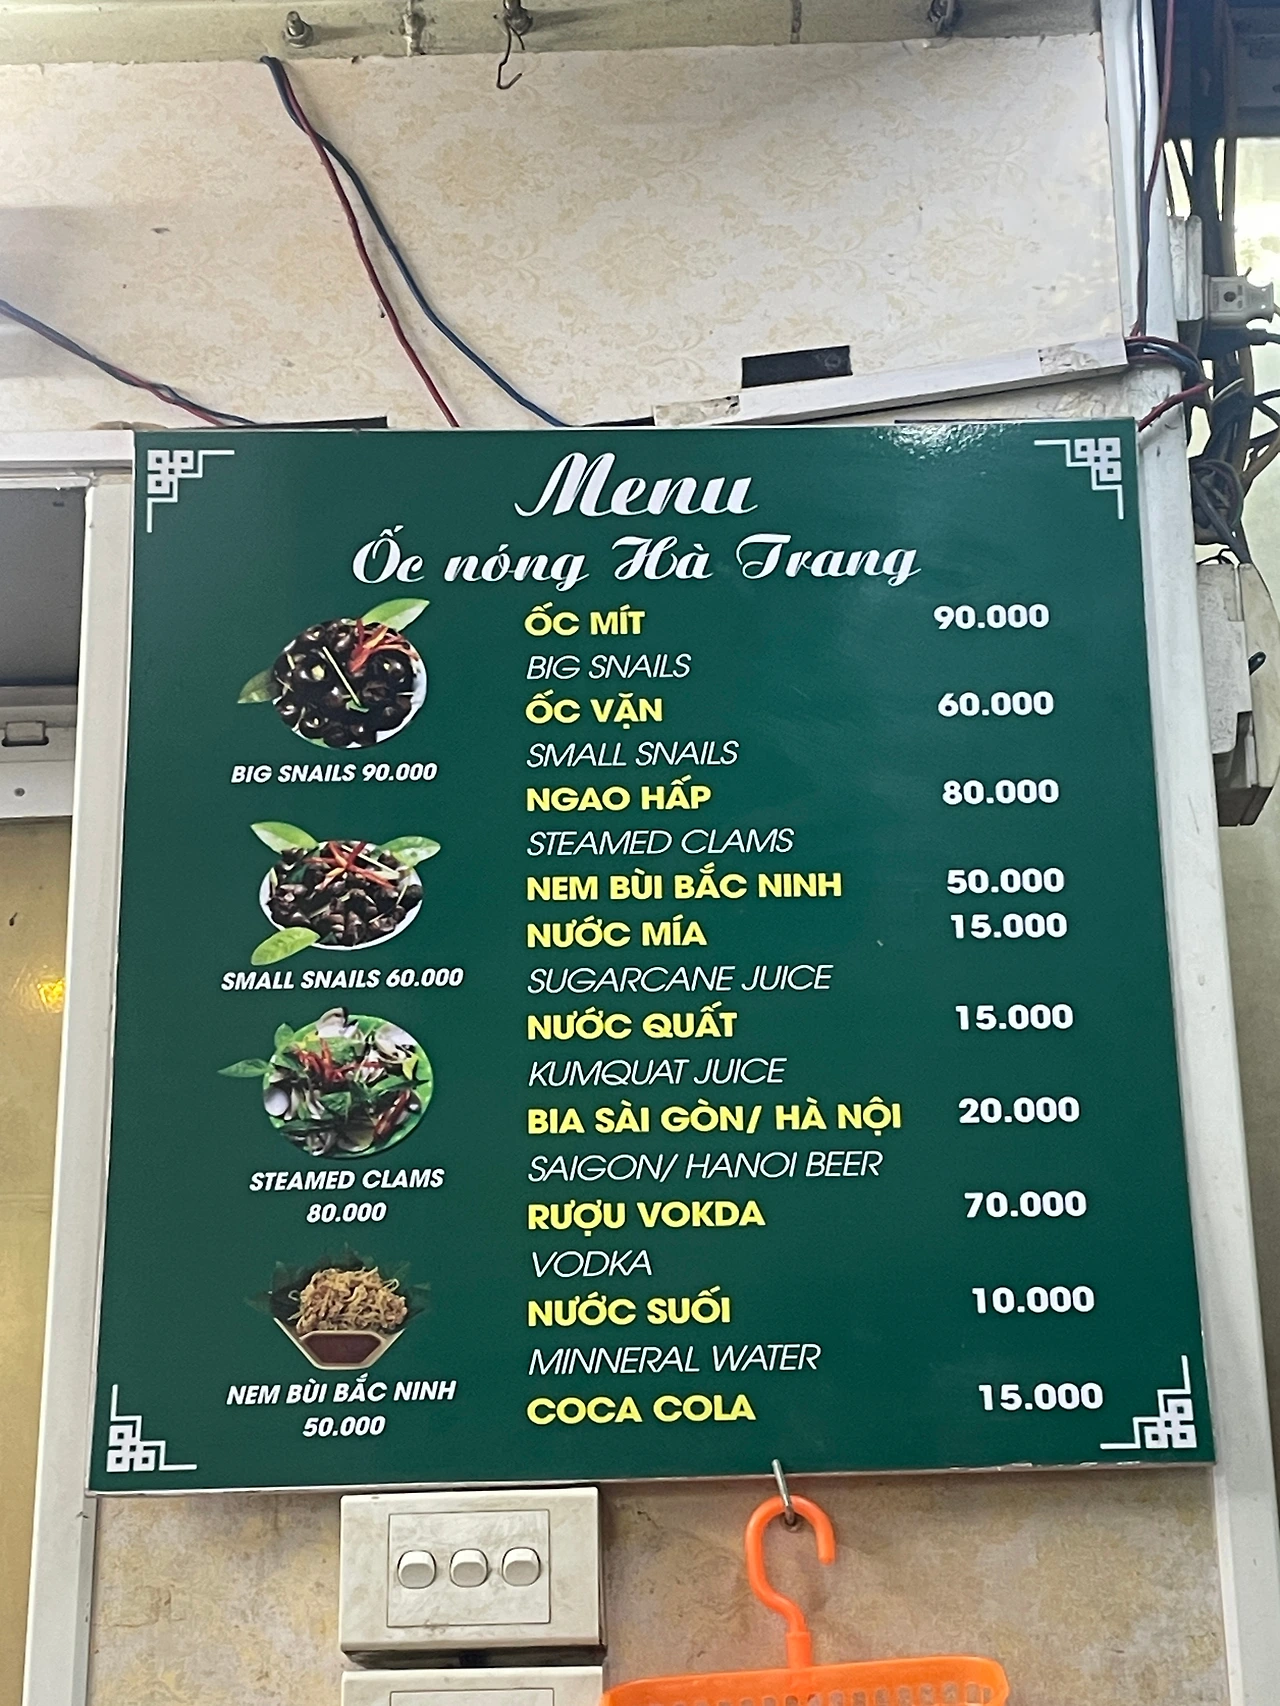 Menu
Ốc nóng Hà Trang
ỐC MÍT 90.000
BIG SNAILS
ỐC VẶN 60.000
SMALL SNAILS
NGAO HẤP 80.000
STEAMED CLAMS
NEM BÙI BẮC NINH 50.000
NƯỚC MÍA 15.000
SUGARCANE JUICE
NƯỚC QUẤT 15.000
KUMQUAT JUICE
BIA SÀI GÒN/ HÀ NỘI 20.000
SAIGON/ HANOI BEER
RƯỢU VOKDA 70.000
VODKA
NƯỚC SUỐI 10.000
MINNERAL WATER
COCA COLA 15.000
BIG SNAILS 90.000
SMALL SNAILS 60.000
STEAMED CLAMS
80.000
NEM BÙI BẮC NINH
50.000